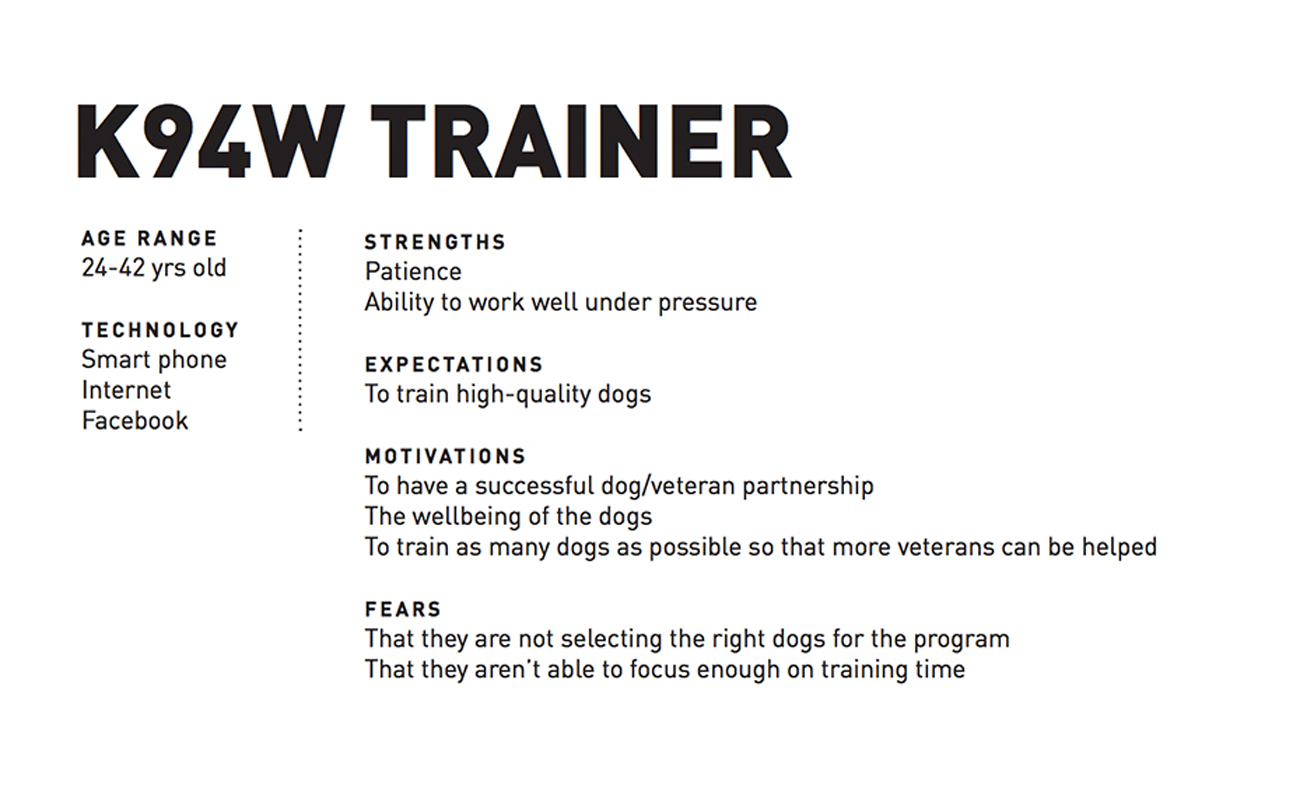 K94W TRAINER
AGE RANGE
24-42 yrs old
TECHNOLOGY
Smart phone
Internet
Facebook
STRENGTHS
Patience
Ability to work well under pressure
EXPECTATIONS
To train high-quality dogs
MOTIVATIONS
To have a successful dog/veteran partnership
The wellbeing of the dogs
To train as many dogs as possible so that more veterans can be helped
FEARS
That they are not selecting the right dogs for the program
That they aren’t able to focus enough on training time